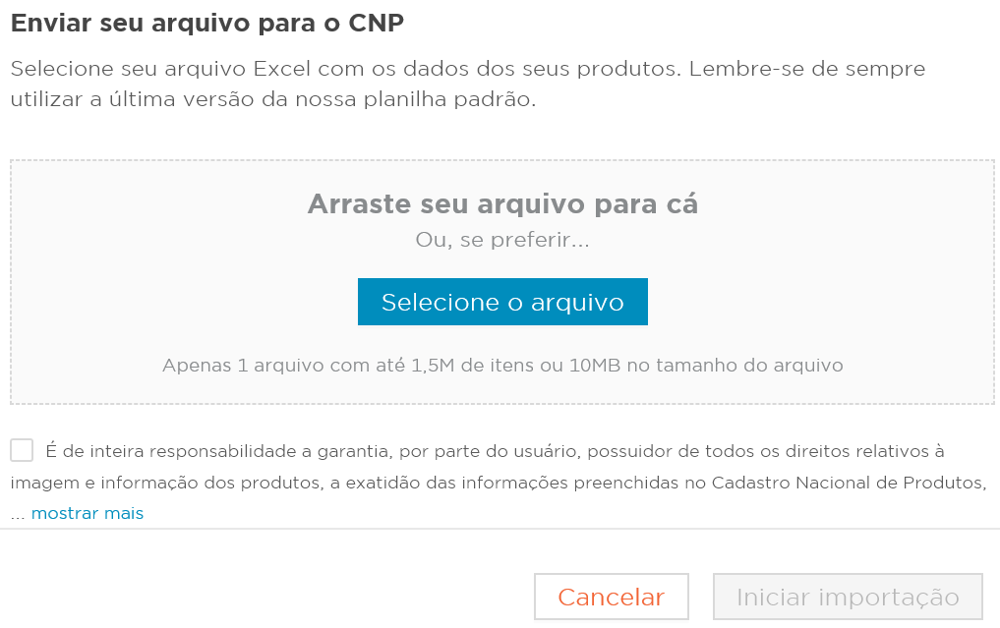 Enviar seu arquivo para o CNP
Selecione seu arquivo Excel com os dados dos seus produtos. Lembre-se de sempre
utilizar a última versão da nossa planilha padrão.
Arraste seu arquivo para cá
Ou, se preferir...
Selecione o arquivo
Apenas 1 arquivo com até 1,5M de itens ou 10MB no tamanho do arquivo
É de inteira responsabilidade a garantia, por parte do usuário, possuidor de todos os direitos relativos à
imagem e informação dos produtos, a exatidão das informações preenchidas no Cadastro Nacional de Produtos,
... mostrar mais
Cancelar Iniciar importação